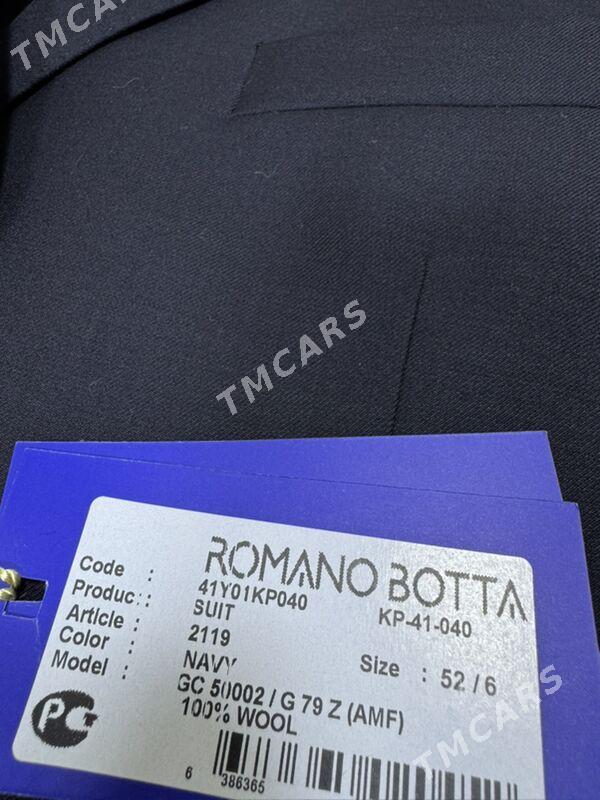 TMCARS
TMCARS
ROMANO BOTTA
Code : 41Y01KP040 KP-41-040
Produc : SUIT
Article : 2119
Color : NAVY Size : 52 / 6
Model : GC 50002 / G 79 Z (AMF)
100% WOOL
PG
6 386365
TMCARS